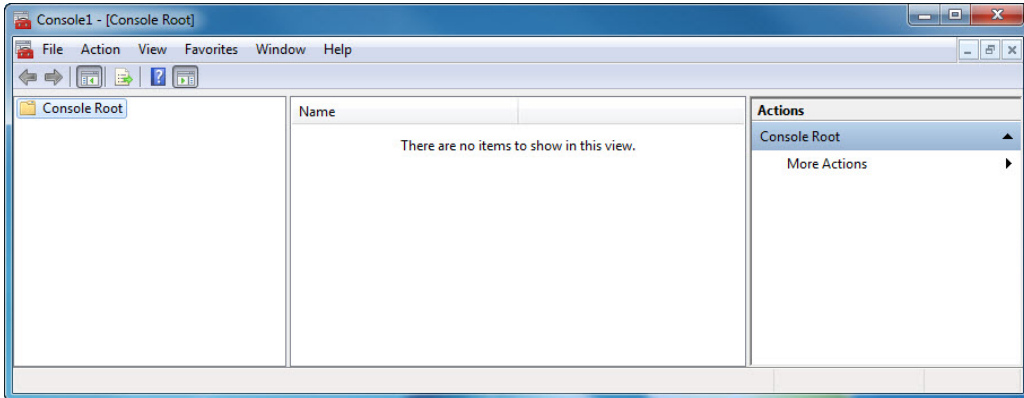 Console1 - [Console Root]
File Action View Favorites Window Help
Console Root
Name
There are no items to show in this view.
Actions
Console Root
More Actions